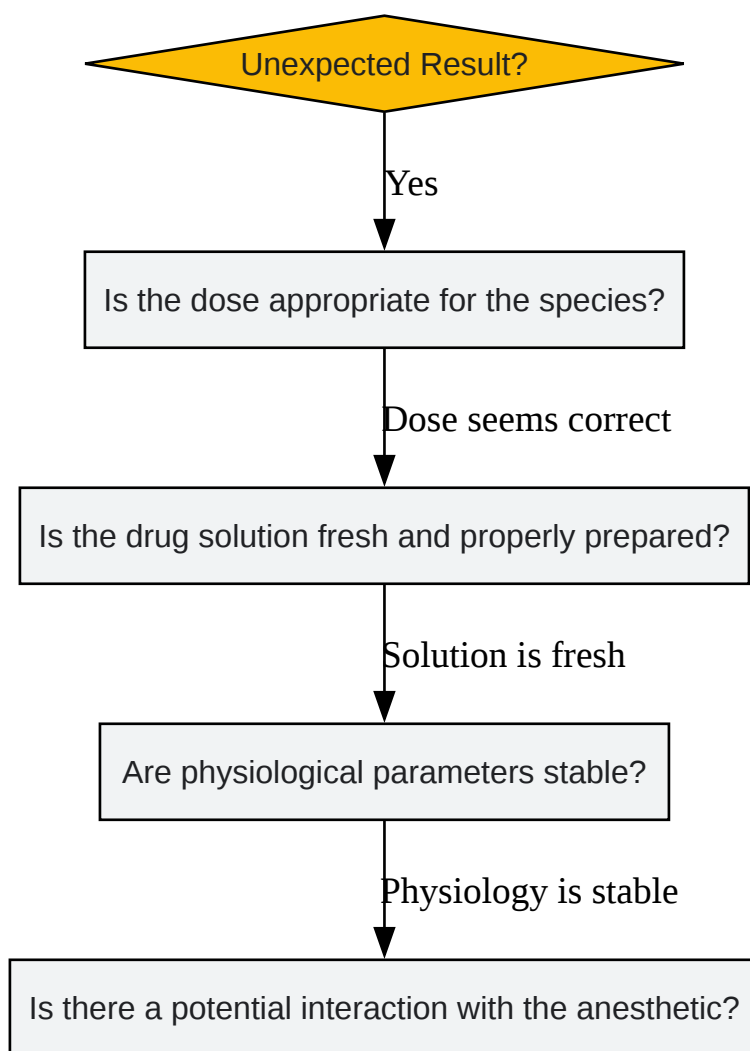 Unexpected Result?
Yes
Is the dose appropriate for the species?
Dose seems correct
Is the drug solution fresh and properly prepared?
Solution is fresh
Are physiological parameters stable?
Physiology is stable
Is there a potential interaction with the anesthetic?